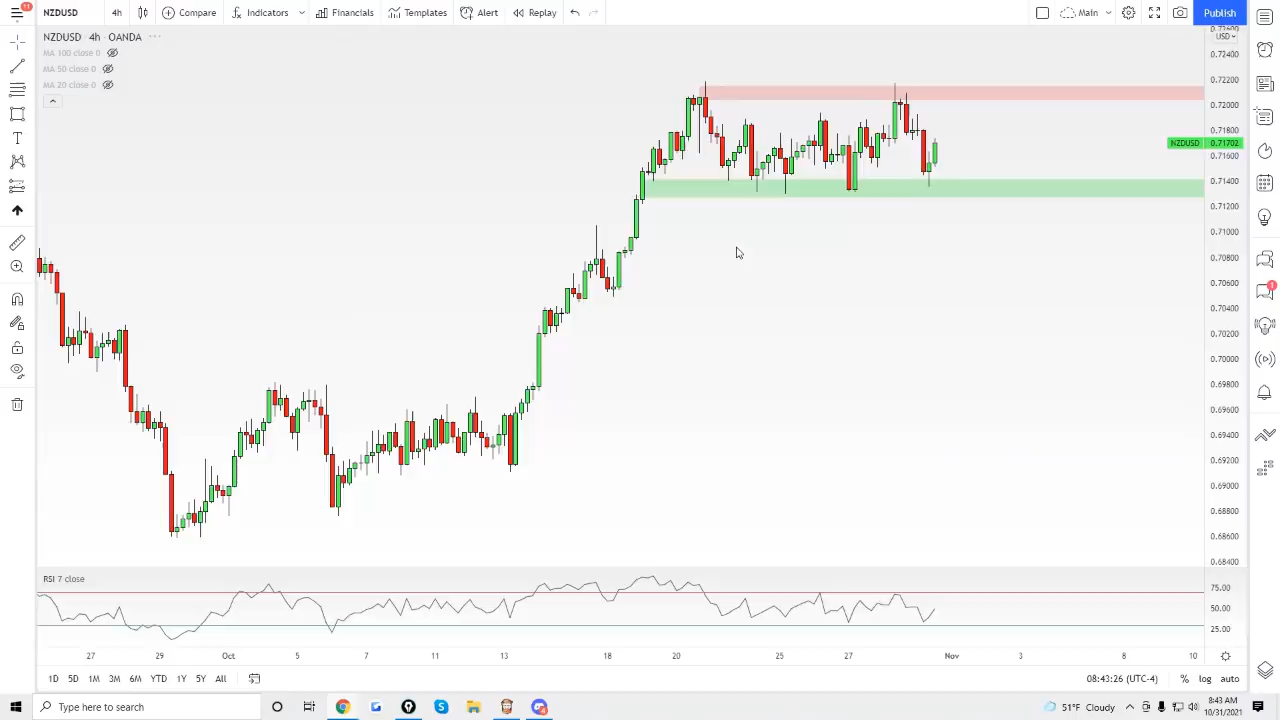 11
NZDUSD 4h Compare Indicators Financials Templates Alert Replay Main Publish
NZDUSD · 4h · OANDA ···
USD
MA 100 close 0
MA 50 close 0
MA 20 close 0
0.72400
0.72200
0.72000
0.71800
NZDUSD 0.71702
0.71600
0.71400
0.71200
0.71000
0.70800
0.70600
0.70400
0.70200
0.70000
0.69800
0.69600
0.69400
0.69200
0.69000
0.68800
0.68600
0.68400
1
RSI 7 close
75.00
50.00
25.00
27 29 Oct 5 7 11 13 18 20 25 27 Nov 3 8 10
1D 5D 1M 3M 6M YTD 1Y 5Y All 08:43:26 (UTC-4) % log auto
Type here to search 51°F Cloudy 8:43 AM
10/31/2021